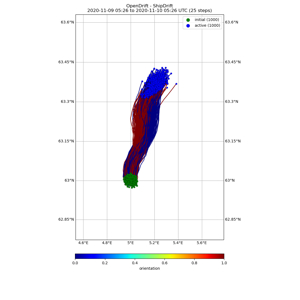 OpenDrift - ShipDrift
2020-11-09 05:26 to 2020-11-10 05:26 UTC (25 steps)
initial (1000)
active (1000)
63.6°N 63.6°N
63.45°N 63.45°N
63.3°N 63.3°N
63.15°N 63.15°N
63°N 63°N
62.85°N 62.85°N
4.6°E 4.8°E 5°E 5.2°E 5.4°E 5.6°E
0.0 0.2 0.4 0.6 0.8 1.0
orientation